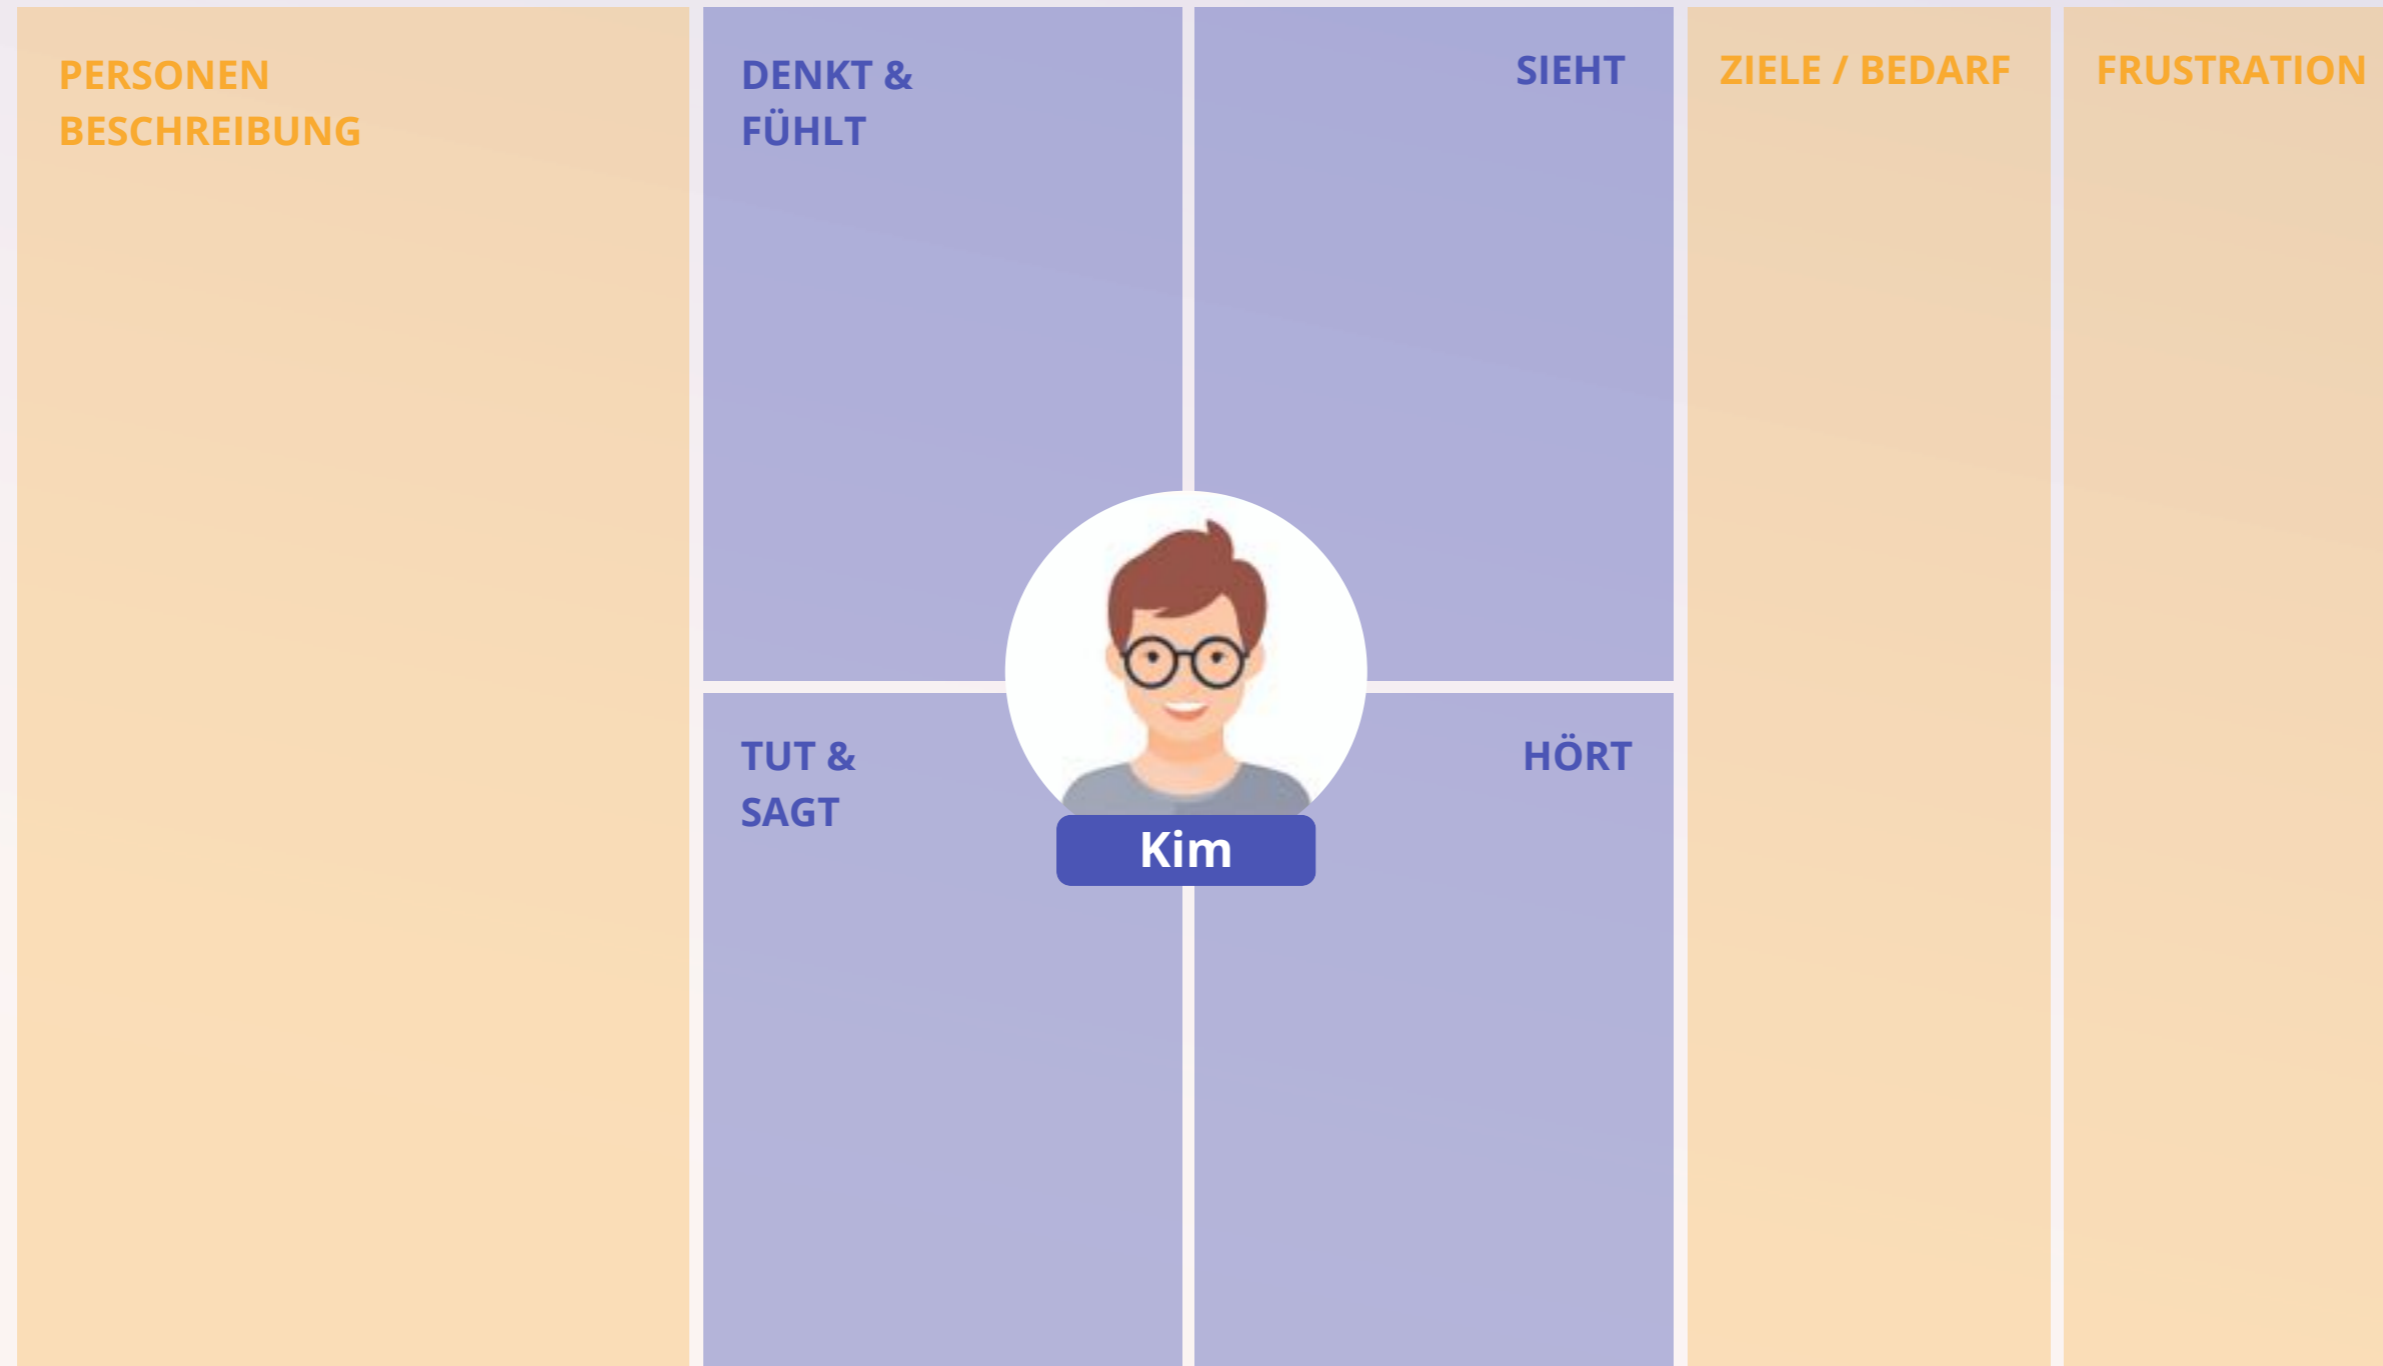 PERSONEN
BESCHREIBUNG
DENKT &
FÜHLT
SIEHT
ZIELE / BEDARF
FRUSTRATION
TUT &
SAGT
HÖRT
Kim